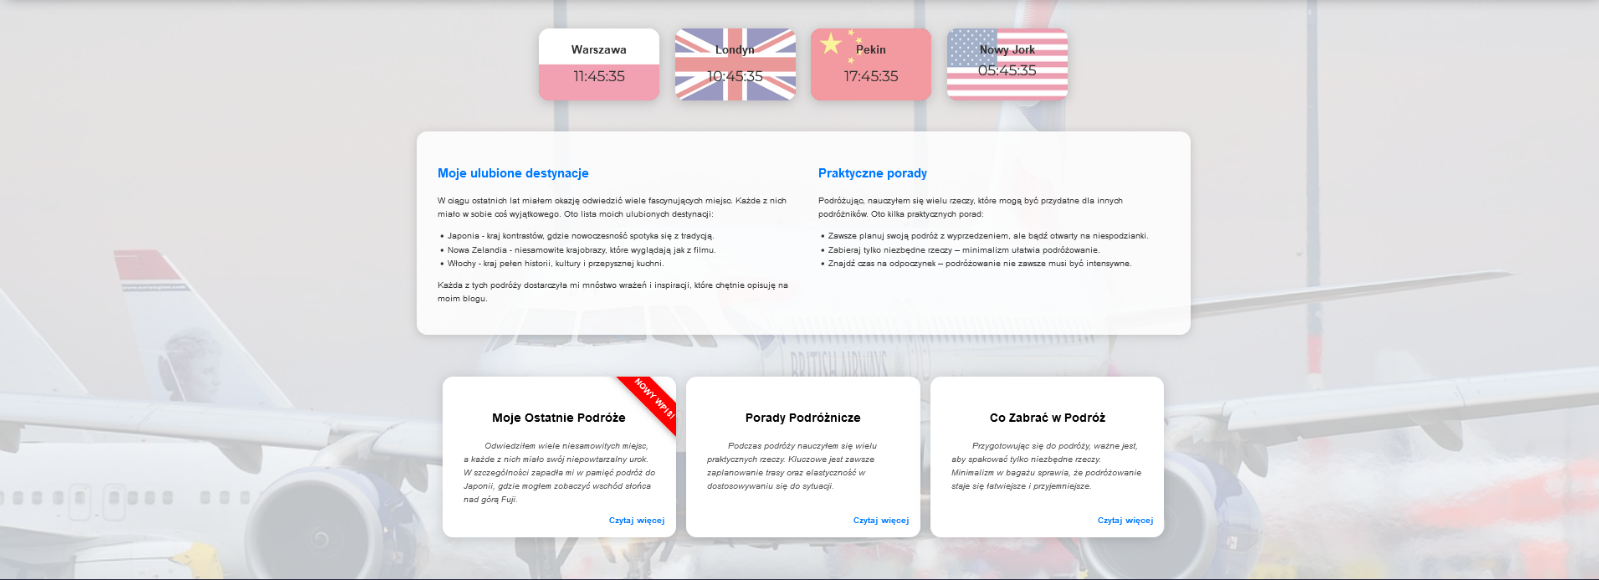 Warszawa
11:45:35
Londyn
10:45:35
Pekin
17:45:35
Nowy Jork
05:45:35
Moje ulubione destynacje
W ciągu ostatnich lat miałem okazję odwiedzić wiele fascynujących miejsc. Każde z nich
miało w sobie coś wyjątkowego. Oto lista moich ulubionych destynacji:
• Japonia - kraj kontrastów, gdzie nowoczesność spotyka się z tradycją.
• Nowa Zelandia - niesamowite krajobrazy, które wyglądają jak z filmu.
• Włochy - kraj pełen historii, kultury i przepysznej kuchni.
Każda z tych podróży dostarczyła mi mnóstwo wrażeń i inspiracji, które chętnie opisuję na
moim blogu.
Praktyczne porady
Podróżując, nauczyłem się wielu rzeczy, które mogą być przydatne dla innych
podróżników. Oto kilka praktycznych porad:
• Zawsze planuj swoją podróż z wyprzedzeniem, ale bądź otwarty na niespodzianki.
• Zabieraj tylko niezbędne rzeczy – minimalizm ułatwia podróżowanie.
• Znajdź czas na odpoczynek – podróżowanie nie zawsze musi być intensywne.
BRITISH AIRWAYS
NOWY WPIS!
Moje Ostatnie Podróże
Odwiedziłem wiele niesamowitych miejsc,
a każde z nich miało swój niepowtarzalny urok.
W szczególności zapadła mi w pamięć podróż do
Japonii, gdzie mogłem zobaczyć wschód słońca
nad górą Fuji.
Czytaj więcej
Porady Podróżnicze
Podczas podróży nauczyłem się wielu
praktycznych rzeczy. Kluczowe jest zawsze
zaplanowanie trasy oraz elastyczność w
dostosowywaniu się do sytuacji.
Czytaj więcej
Co Zabrać w Podróż
Przygotowując się do podróży, ważne jest,
aby spakować tylko niezbędne rzeczy.
Minimalizm w bagażu sprawia, że podróżowanie
staje się łatwiejsze i przyjemniejsze.
Czytaj więcej